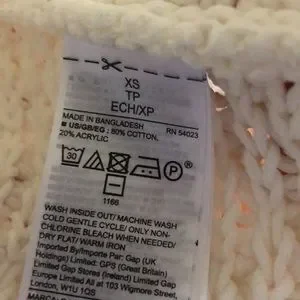 XS
TP
ECH/XP
MADE IN BANGLADESH
■ US/GB/EG : 80% COTTON, RN 54023
20% ACRYLIC
30
P
1166
WASH INSIDE OUT/ MACHINE WASH
COLD GENTLE CYCLE/ ONLY NON-
CHLORINE BLEACH WHEN NEEDED/
DRY FLAT/ WARM IRON
Imported By/Importe Par: Gap (UK
Holdings) Limited: GPS (Great Britain)
Limited Gap Stores (Ireland) Limited Gap
Europe Limited All at 103 Wigmore Street,
London, W1U 1QS